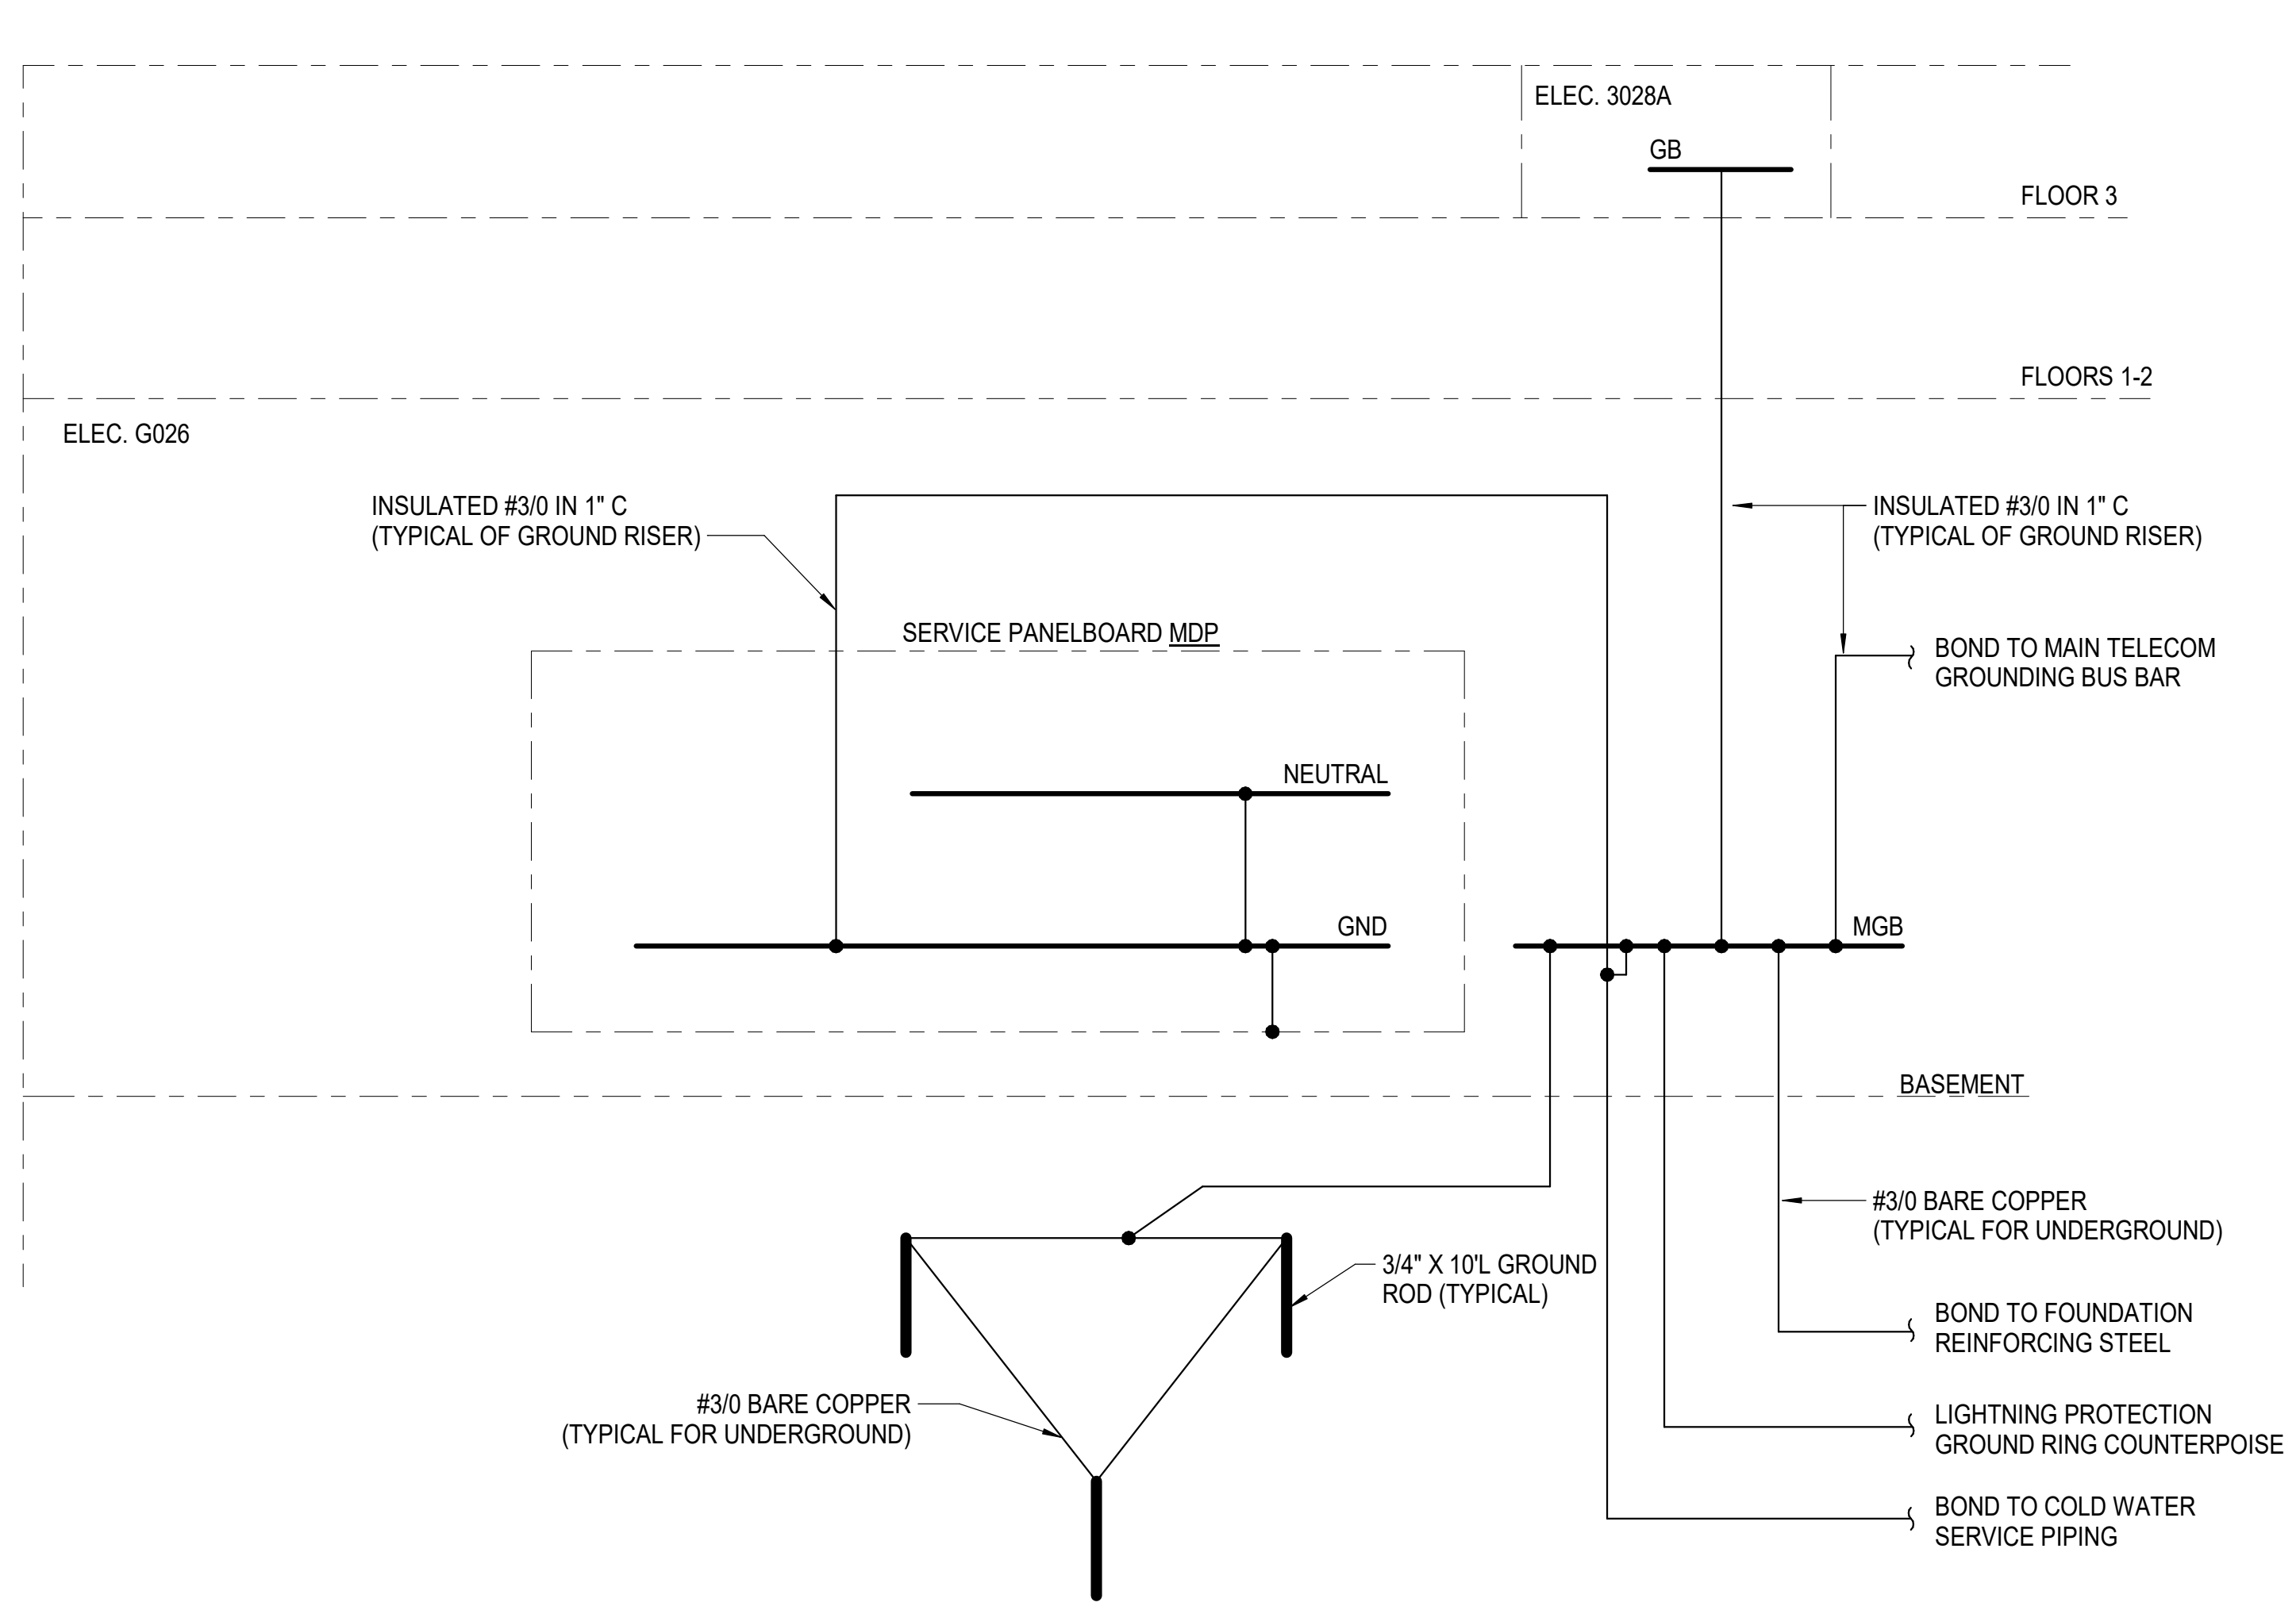 ELEC. 3028A
GB
FLOOR 3
FLOORS 1-2
ELEC. G026
INSULATED #3/0 IN 1" C
(TYPICAL OF GROUND RISER)
INSULATED #3/0 IN 1" C
(TYPICAL OF GROUND RISER)
SERVICE PANELBOARD MDP
BOND TO MAIN TELECOM
GROUNDING BUS BAR
NEUTRAL
GND
MGB
BASEMENT
#3/0 BARE COPPER
(TYPICAL FOR UNDERGROUND)
3/4" X 10'L GROUND
ROD (TYPICAL)
BOND TO FOUNDATION
REINFORCING STEEL
#3/0 BARE COPPER
(TYPICAL FOR UNDERGROUND)
LIGHTNING PROTECTION
GROUND RING COUNTERPOISE
BOND TO COLD WATER
SERVICE PIPING